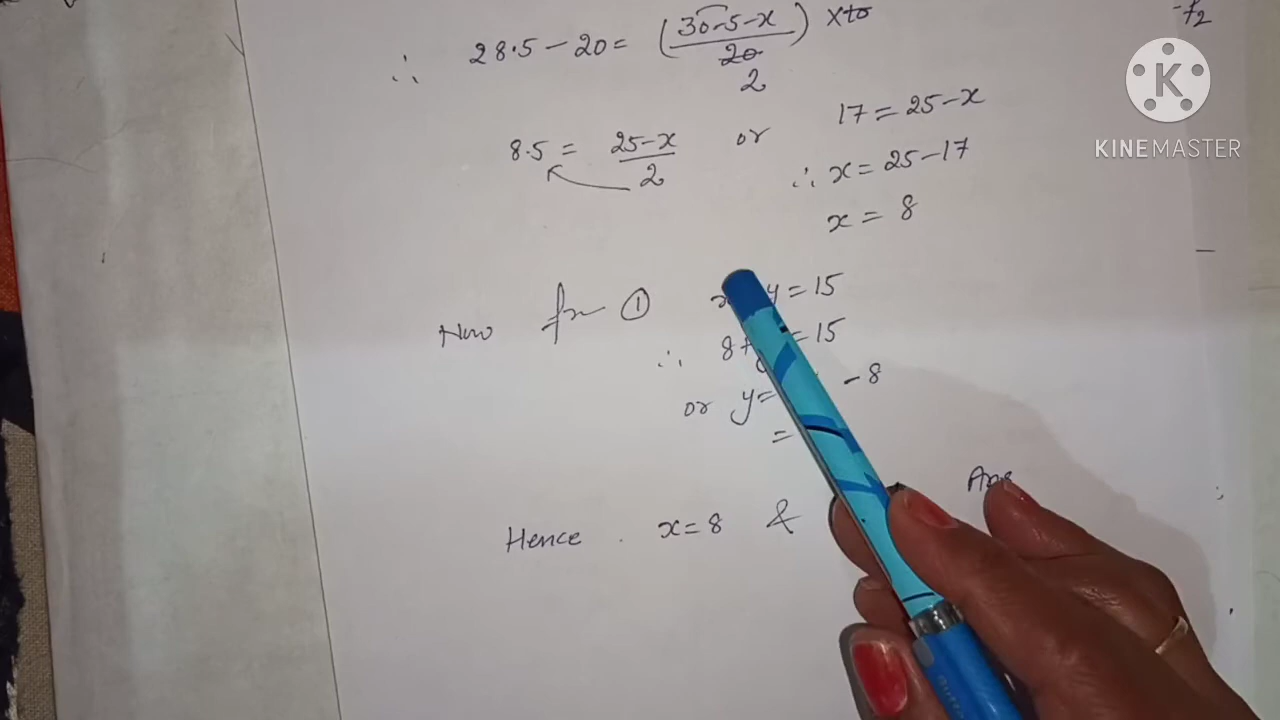 ∴ 28.5 - 20 = (30-5-x / 20) × 10
2
-f2
K
KINEMASTER
8.5 = 25-x / 2 or 17 = 25-x
∴ x = 25-17
x = 8
Now fm ① y = 15
∴ 8+ = 15
or y = - 8
=
Ans
Hence . x=8 &